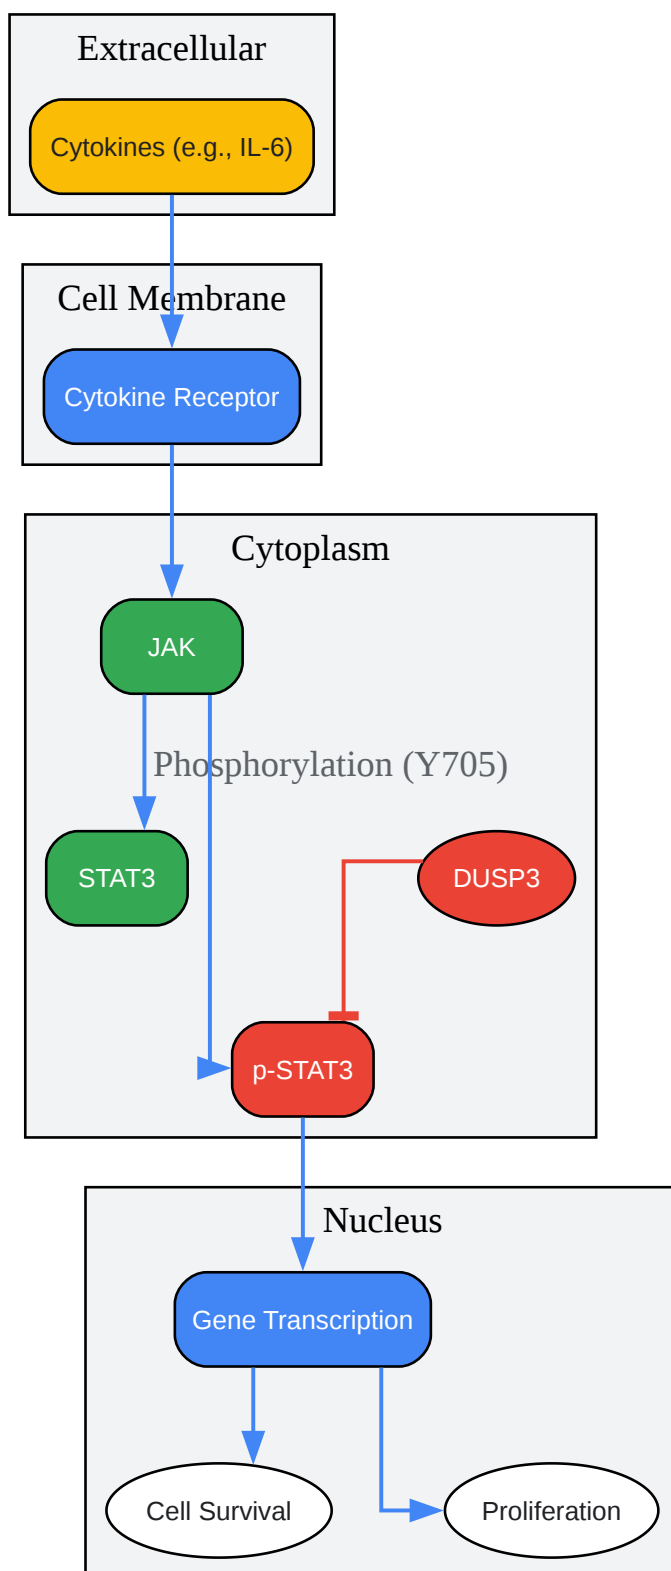 Extracellular
Cytokines (e.g., IL-6)
Cell Membrane
Cytokine Receptor
Cytoplasm
JAK
Phosphorylation (Y705)
STAT3
DUSP3
p-STAT3
Nucleus
Gene Transcription
Cell Survival
Proliferation